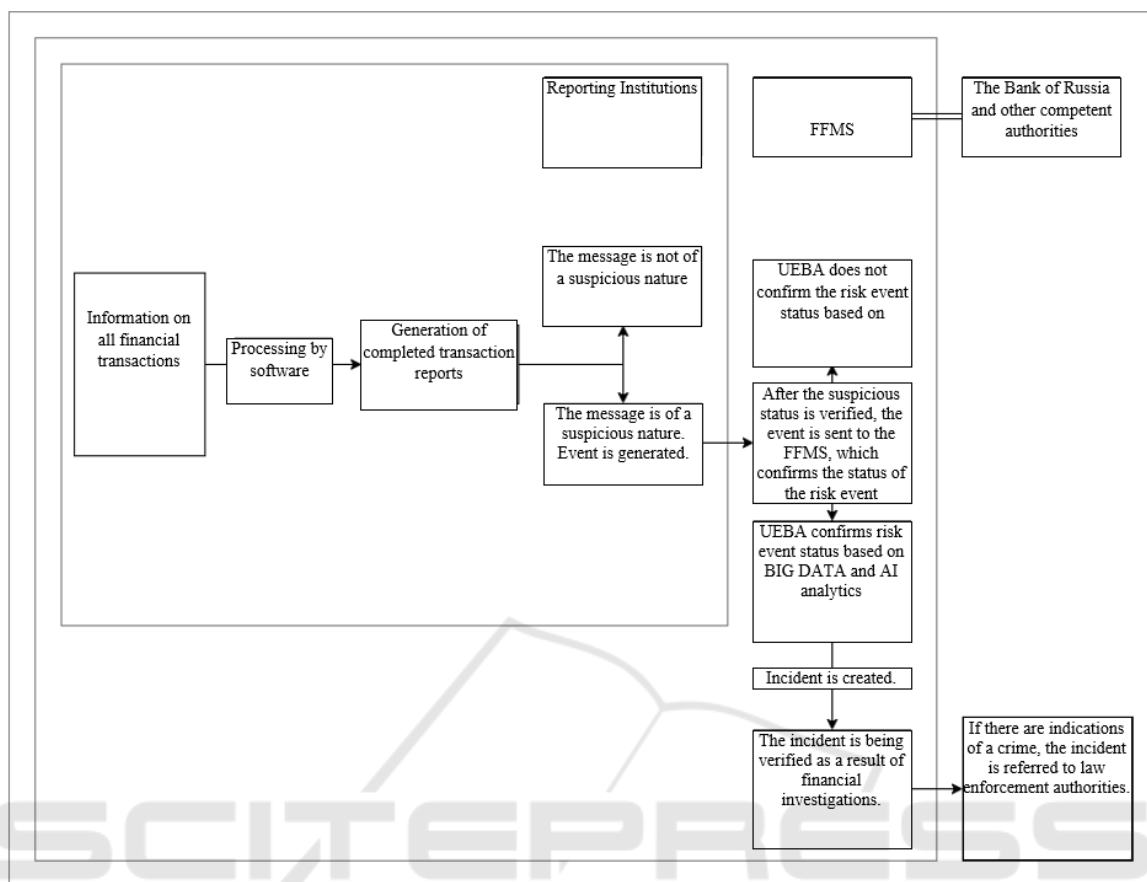 Reporting Institutions
FFMS
The Bank of Russia
and other competent
authorities
Information on
all financial
transactions
Processing by
software
Generation of
completed transaction
reports
The message is not of
a suspicious nature
The message is of a
suspicious nature.
Event is generated.
UEBA does not
confirm the risk event
status based on
After the suspicious
status is verified, the
event is sent to the
FFMS, which
confirms the status of
the risk event
UEBA confirms risk
event status based on
BIG DATA and AI
analytics
Incident is created.
The incident is being
verified as a result of
financial
investigations.
If there are indications
of a crime, the incident
is referred to law
enforcement authorities.
SCITEPRESS